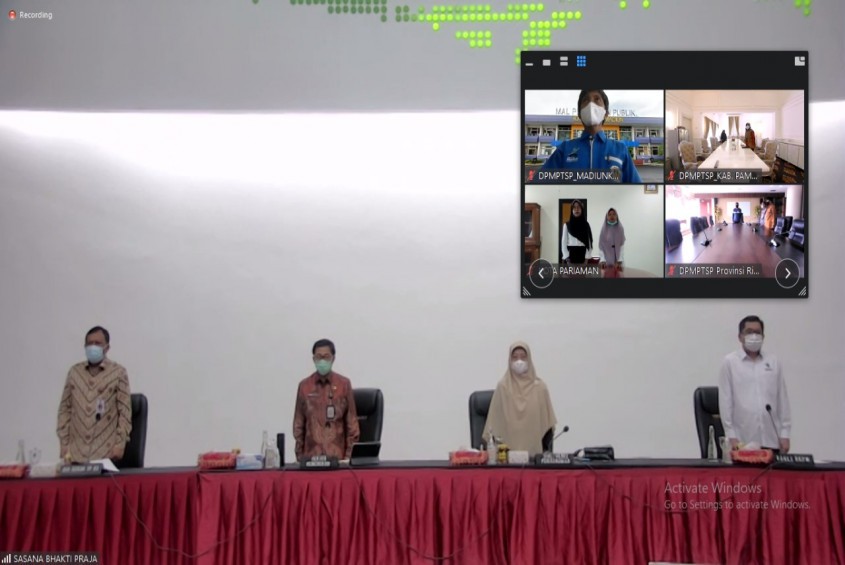 Recording
MAL P PUBLIK
DPMPTSP_MADIUNK...
DPMPTSP_KAB. PAM...
A PARIAMAN
DPMPTSP Provinsi Ri...
Activate Windows
Go to Settings to activate Windows.
SASANA BHAKTI PRAJA